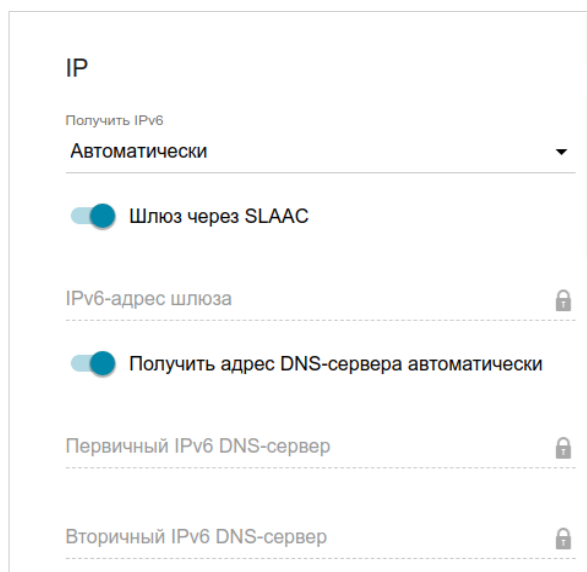 IP
Получить IPv6
Автоматически
Шлюз через SLAAC
IPv6-адрес шлюза
Получить адрес DNS-сервера автоматически
Первичный IPv6 DNS-сервер
Вторичный IPv6 DNS-сервер